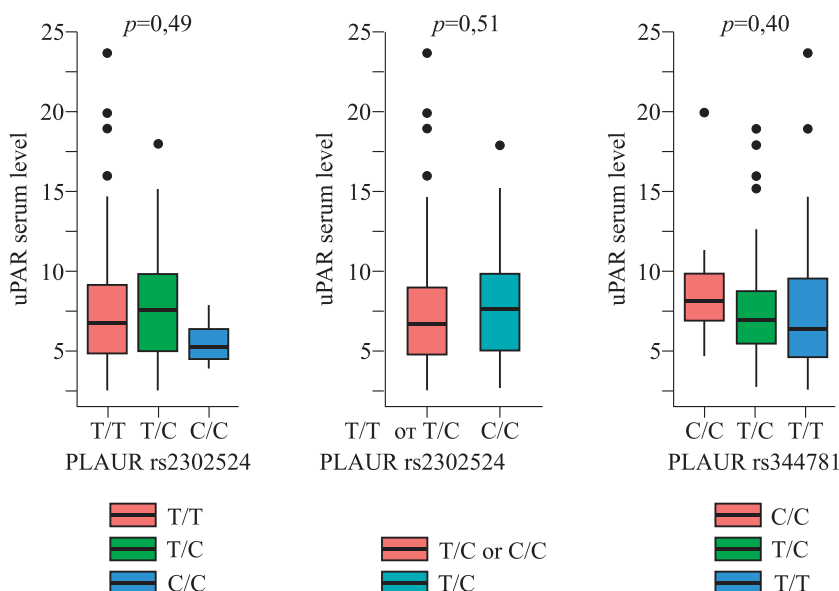 p=0,49
uPAR serum level
25
20
15
10
5
T/T T/C C/C
PLAUR rs2302524
T/T
T/C
C/C
p=0,51
uPAR serum level
25
20
15
10
5
T/T от T/C C/C
PLAUR rs2302524
T/C or C/C
T/C
p=0,40
uPAR serum level
25
20
15
10
5
C/C T/C T/T
PLAUR rs344781
C/C
T/C
T/T